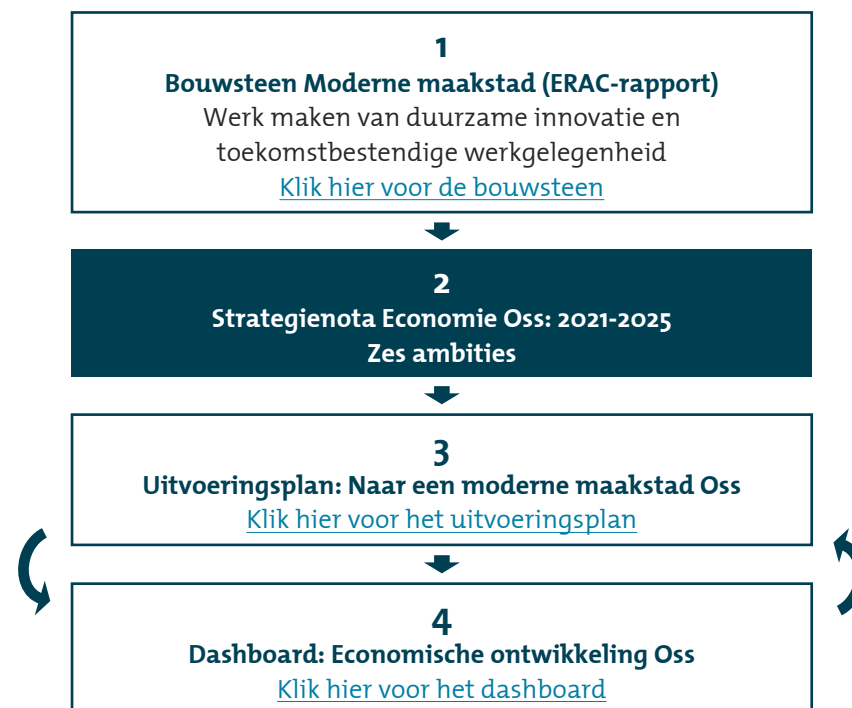 1
Bouwsteen Moderne maakstad (ERAC-rapport)
Werk maken van duurzame innovatie en
toekomstbestendige werkgelegenheid
Klik hier voor de bouwsteen
2
Strategienota Economie Oss: 2021-2025
Zes ambities
3
Uitvoeringsplan: Naar een moderne maakstad Oss
Klik hier voor het uitvoeringsplan
4
Dashboard: Economische ontwikkeling Oss
Klik hier voor het dashboard